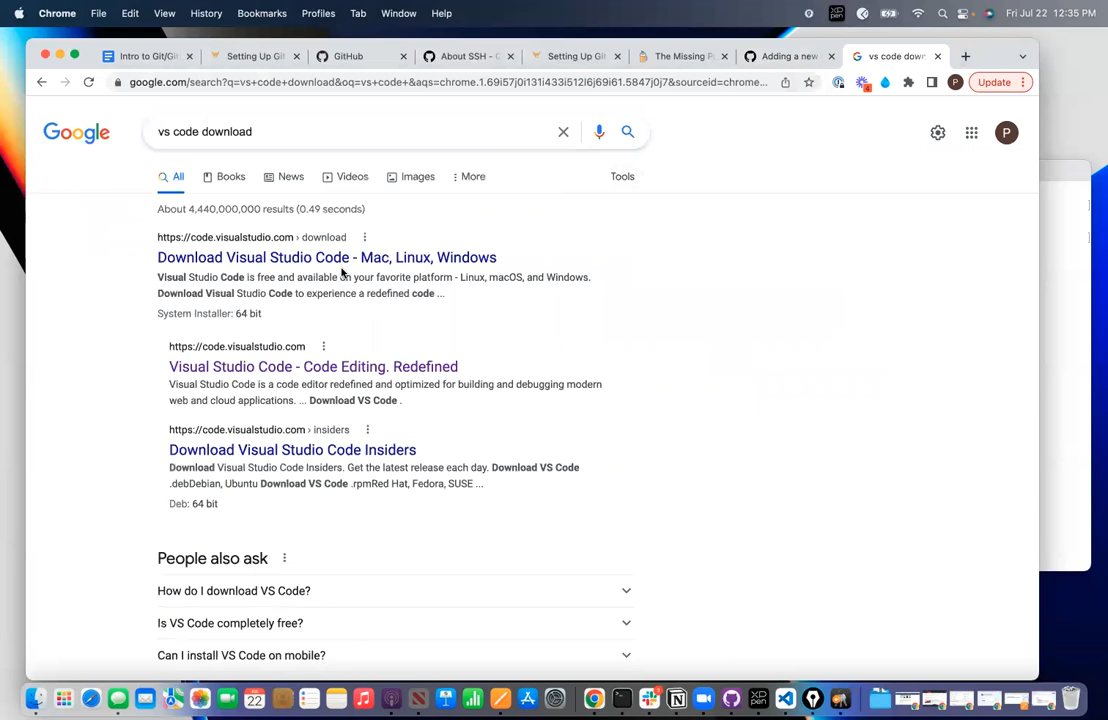 Chrome File Edit View History Bookmarks Profiles Tab Window Help
Fri Jul 22 12:35 PM
Intro to Git/Git
Setting Up Git
GitHub
About SSH - G
Setting Up Git
The Missing P
Adding a new
vs code down
google.com/search?q=vs+code+download&oq=vs+code+&aqs=chrome.1.69i57j0i131i433i512l6j69i61.5847j0j7&sourceid=chrome...
Update
Google
vs code download
P
All
Books
News
Videos
Images
More
Tools
About 4,440,000,000 results (0.49 seconds)
https://code.visualstudio.com › download
Download Visual Studio Code - Mac, Linux, Windows
Visual Studio Code is free and available on your favorite platform - Linux, macOS, and Windows.
Download Visual Studio Code to experience a redefined code ...
System Installer: 64 bit
https://code.visualstudio.com
Visual Studio Code - Code Editing. Redefined
Visual Studio Code is a code editor redefined and optimized for building and debugging modern
web and cloud applications. ... Download VS Code .
https://code.visualstudio.com › insiders
Download Visual Studio Code Insiders
Download Visual Studio Code Insiders. Get the latest release each day. Download VS Code
.debDebian, Ubuntu Download VS Code .rpmRed Hat, Fedora, SUSE ...
Deb: 64 bit
People also ask
How do I download VS Code?
Is VS Code completely free?
Can I install VS Code on mobile?